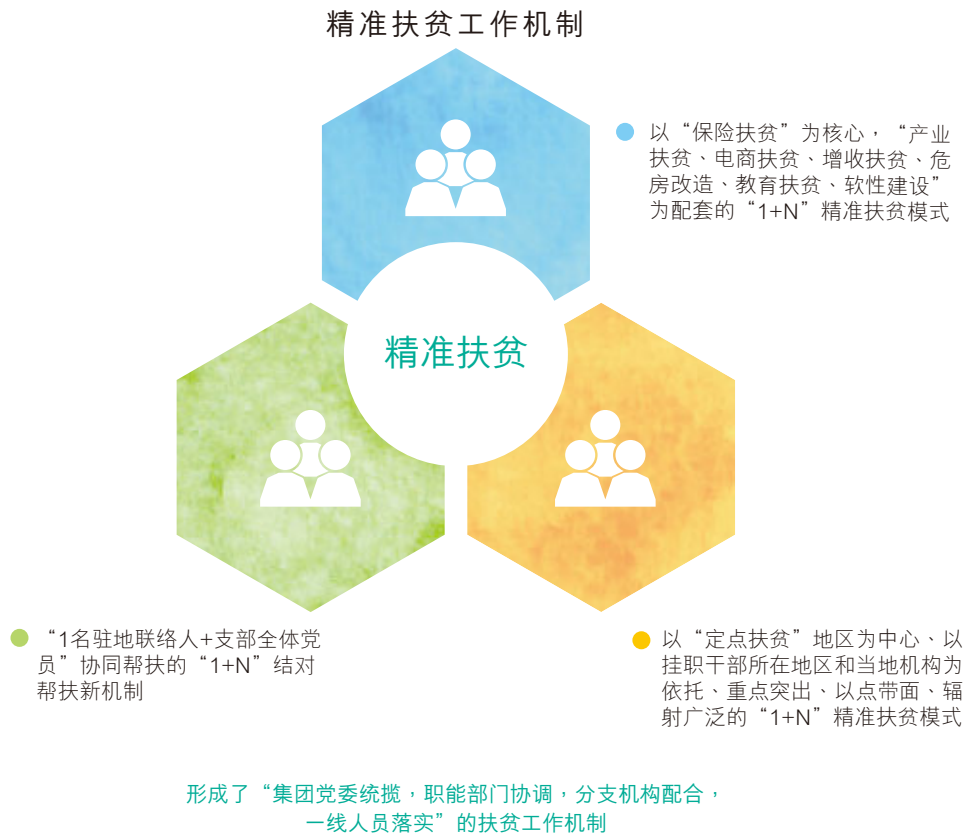 精准扶贫工作机制
以“保险扶贫”为核心，“产业
扶贫、电商扶贫、增收扶贫、危
房改造、教育扶贫、软性建设”
为配套的“1+N”精准扶贫模式
精准扶贫
“1名驻地联络人+支部全体党
员”协同帮扶的“1+N”结对
帮扶新机制
以“定点扶贫”地区为中心、以
挂职干部所在地区和当地机构为
依托、重点突出、以点带面、辐
射广泛的“1+N”精准扶贫模式
形成了“集团党委统揽，职能部门协调，分支机构配合，
一线人员落实”的扶贫工作机制